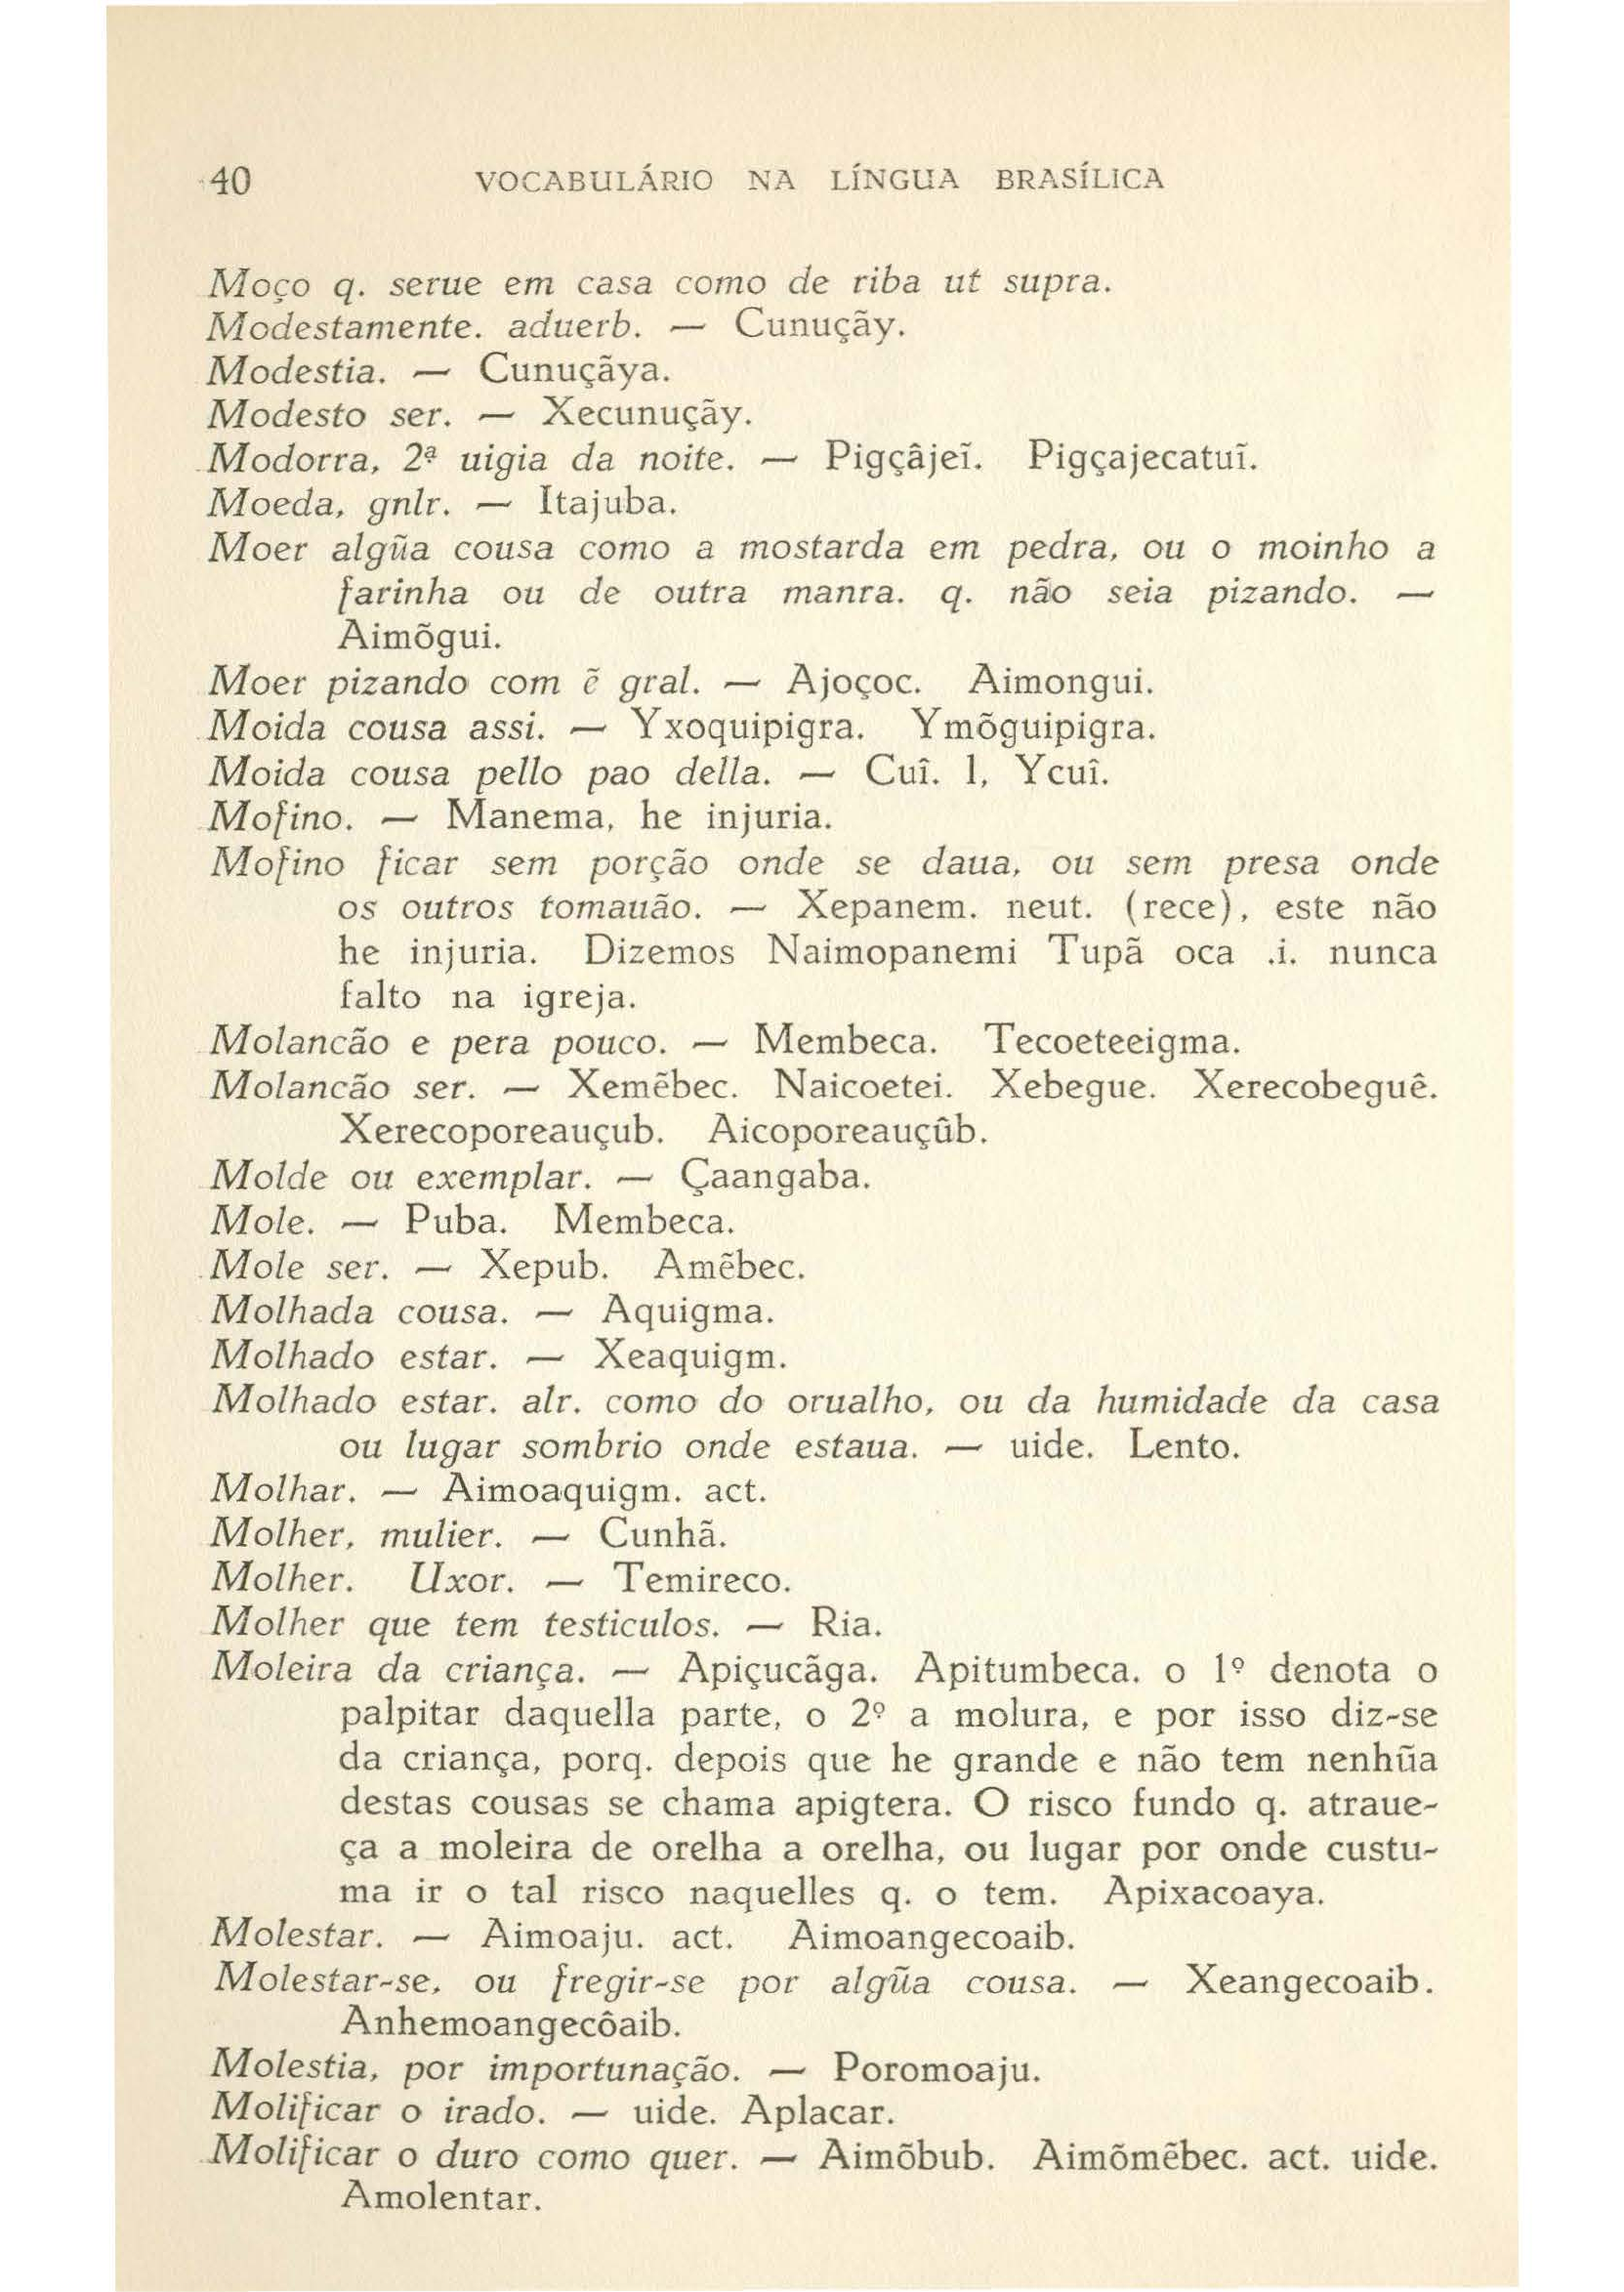 40 VOCABULÁRIO NA LÍNGUA BRASÍLICA
Moço q. serue em casa como de riba ut supra.
Modestamente. aduerb. — Cunuçãy.
Modestia. — Cunuçãya.
Modesto ser. — Xecunuçãy.
Modorra, 2ª uigia da noite. — Pigçâjeĩ. Pigçajecatuĩ.
Moeda, gnlr. — Itajuba.
Moer algũa cousa como a mostarda em pedra, ou o moinho a
farinha ou de outra manra. q. não seia pizando. —
Aimõgui.
Moer pizando com ẽ gral. — Ajoçoc. Aimongui.
Moida cousa assi. — Yxoquipigra. Ymõguipigra.
Moida cousa pello pao della. — Cuî. l, Ycuî.
Mofino. — Manema, he injuria.
Mofino ficar sem porção onde se daua, ou sem presa onde
os outros tomauão. — Xepanem. neut. (rece), este não
he injuria. Dizemos Naimopanemi Tupã oca .i. nunca
falto na igreja.
Molancão e pera pouco. — Membeca. Tecoeteeigma.
Molancão ser. — Xemẽbec. Naicoetei. Xebegue. Xerecobeguê.
Xerecoporeauçub. Aicoporeauçûb.
Molde ou exemplar. — Çaangaba.
Mole. — Puba. Membeca.
Mole ser. — Xepub. Amẽbec.
Molhada cousa. — Aquigma.
Molhado estar. — Xeaquigm.
Molhado estar. alr. como do orualho, ou da humidade da casa
ou lugar sombrio onde estaua. — uide. Lento.
Molhar. — Aimoaquigm. act.
Molher, mulier. — Cunhã.
Molher. Uxor. — Temireco.
Molher que tem testiculos. — Ria.
Moleira da criança. — Apiçucãga. Apitumbeca. o 1º denota o
palpitar daquella parte, o 2º a molura, e por isso diz-se
da criança, porq. depois que he grande e não tem nenhũa
destas cousas se chama apigtera. O risco fundo q. atraue-
ça a moleira de orelha a orelha, ou lugar por onde custu-
ma ir o tal risco naquelles q. o tem. Apixacoaya.
Molestar. — Aimoaju. act. Aimoangecoaib.
Molestar-se, ou fregir-se por algũa cousa. — Xeangecoaib.
Anhemoangecôaib.
Molestia, por importunação. — Poromoaju.
Molificar o irado. — uide. Aplacar.
Molificar o duro como quer. — Aimõbub. Aimõmẽbec. act. uide.
Amolentar.